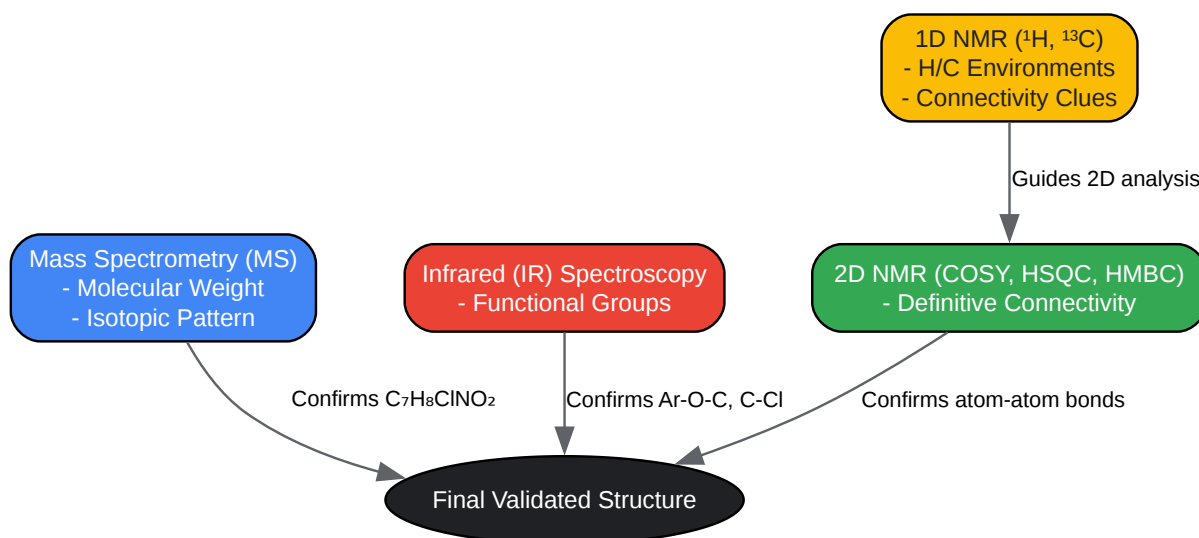 1D NMR (¹H, ¹³C)
- H/C Environments
- Connectivity Clues
Guides 2D analysis
Mass Spectrometry (MS)
- Molecular Weight
- Isotopic Pattern
Infrared (IR) Spectroscopy
- Functional Groups
2D NMR (COSY, HSQC, HMBC)
- Definitive Connectivity
Confirms C₇H₈ClNO₂
Confirms Ar-O-C, C-Cl
Confirms atom-atom bonds
Final Validated Structure